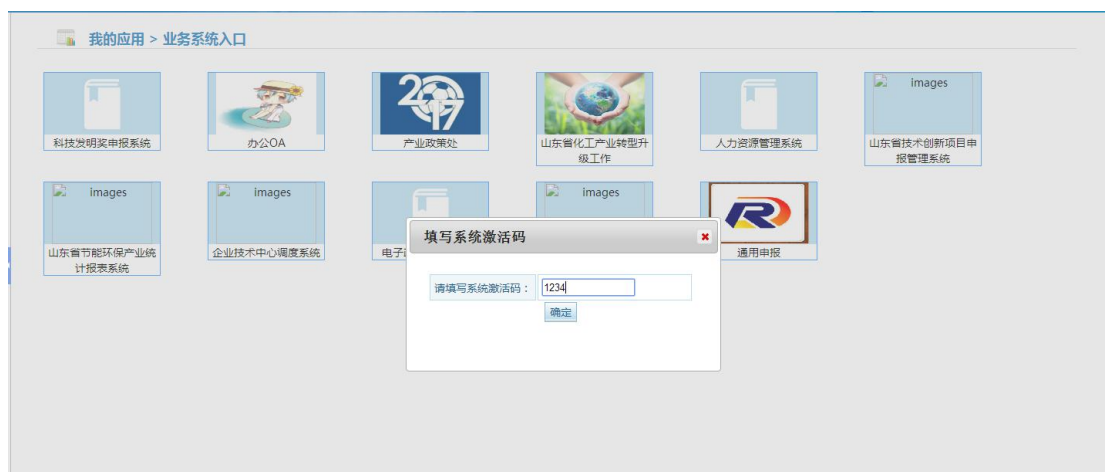 我的应用 > 业务系统入口
images
2017
科技发明奖申报系统
办公OA
产业政策处
山东省化工产业转型升
级工作
人力资源管理系统
山东省技术创新项目申
报管理系统
images
images
images
R
山东省节能环保产业统
计报表系统
企业技术中心调度系统
电子
通用申报
填写系统激活码
请填写系统激活码:
1234
确定